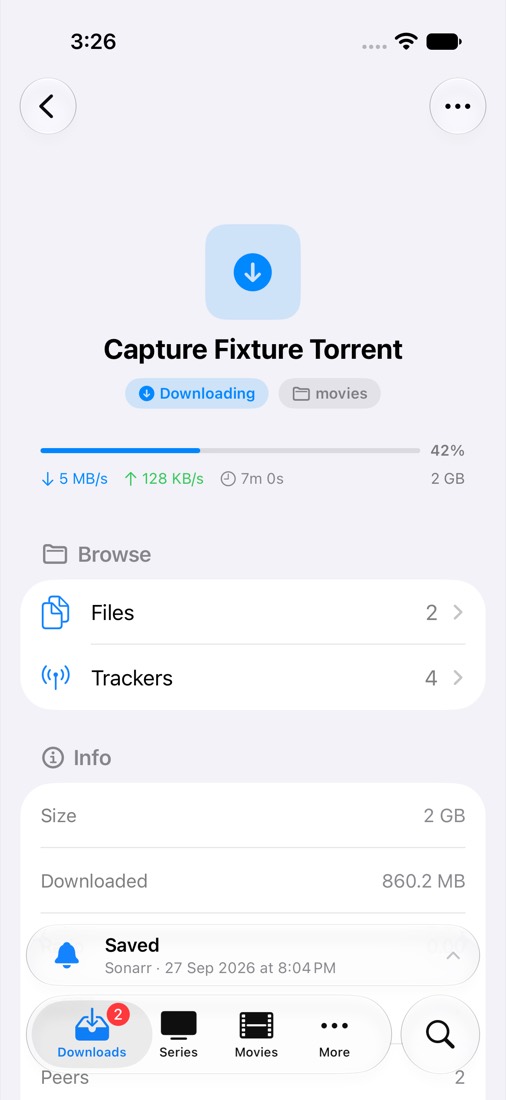 3:26
Capture Fixture Torrent
Downloading
movies
42%
5 MB/s 128 KB/s 7m 0s 2 GB
Browse
Files 2
Trackers 4
Info
Size 2 GB
Downloaded 860.2 MB
Saved
Sonarr · 27 Sep 2026 at 8:04 PM
2
Downloads Series Movies More
Peers 2